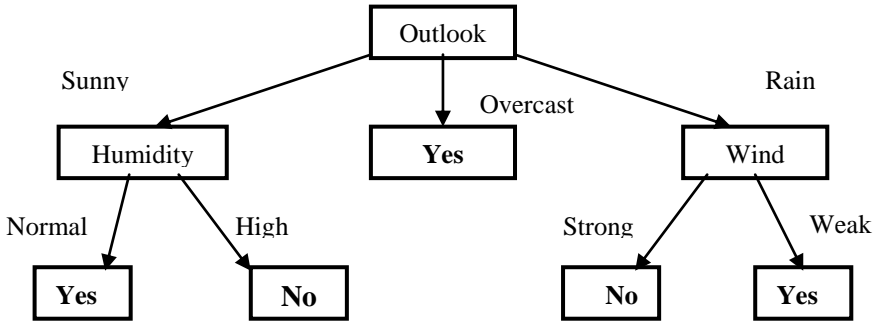 Outlook
Sunny
Rain
Overcast
Humidity
Yes
Wind
Normal
High
Strong
Weak
Yes
No
No
Yes